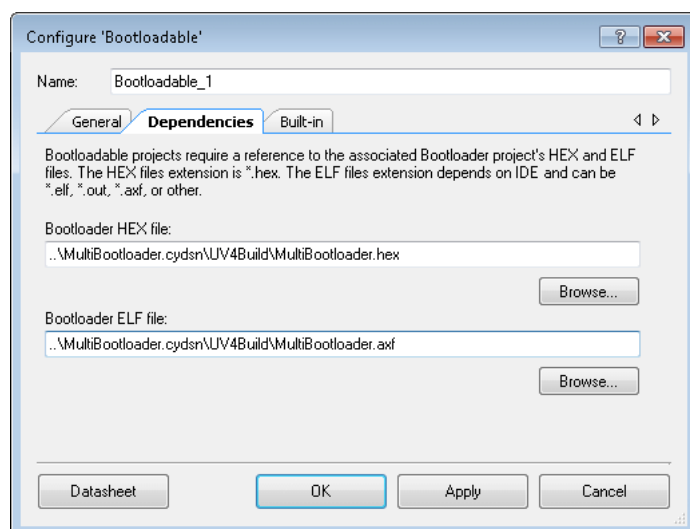 Configure 'Bootloadable'
Name: Bootloadable_1
General Dependencies Built-in
Bootloadable projects require a reference to the associated Bootloader project's HEX and ELF
files. The HEX files extension is *.hex. The ELF files extension depends on IDE and can be
*.elf, *.out, *.axf, or other.
Bootloader HEX file:
..\MultiBootloader.cydsn\UV4Build\MultiBootloader.hex
Browse...
Bootloader ELF file:
..\MultiBootloader.cydsn\UV4Build\MultiBootloader.axf
Browse...
Datasheet OK Apply Cancel